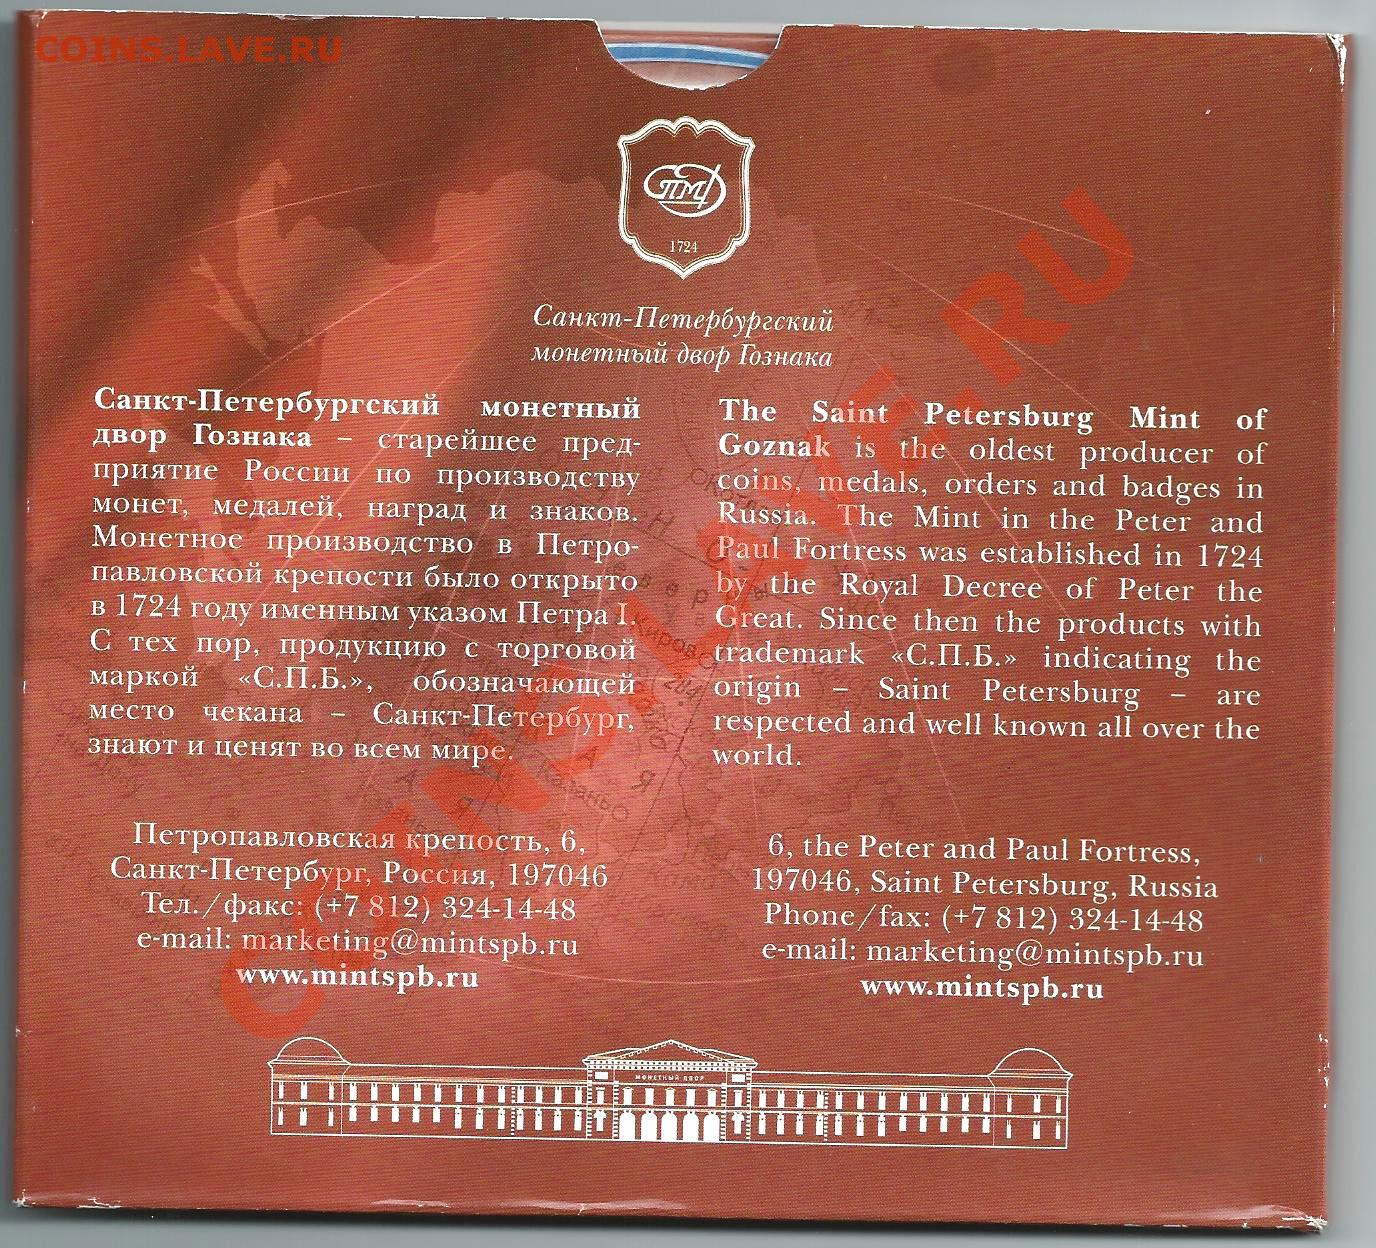 COINS.LAVE.RU
СПМД
1724
Санкт-Петербургский
монетный двор Гознака
Санкт-Петербургский монетный
двор Гознака – старейшее пред-
приятие России по производству
монет, медалей, наград и знаков.
Монетное производство в Петро-
павловской крепости было открыто
в 1724 году именным указом Петра I.
С тех пор, продукцию с торговой
маркой «С.П.Б.», обозначающей
место чекана – Санкт-Петербург,
знают и ценят во всем мире.
Петропавловская крепость, 6,
Санкт-Петербург, Россия, 197046
Тел./факс: (+7 812) 324-14-48
e-mail: marketing@mintspb.ru
www.mintspb.ru
The Saint Petersburg Mint of
Goznak is the oldest producer of
coins, medals, orders and badges in
Russia. The Mint in the Peter and
Paul Fortress was established in 1724
by the Royal Decree of Peter the
Great. Since then the products with
trademark «С.П.Б.» indicating the
origin – Saint Petersburg – are
respected and well known all over the
world.
6, the Peter and Paul Fortress,
197046, Saint Petersburg, Russia
Phone/fax: (+7 812) 324-14-48
e-mail: marketing@mintspb.ru
www.mintspb.ru
МОНЕТНЫЙ ДВОР
COINS.LAVE.RU